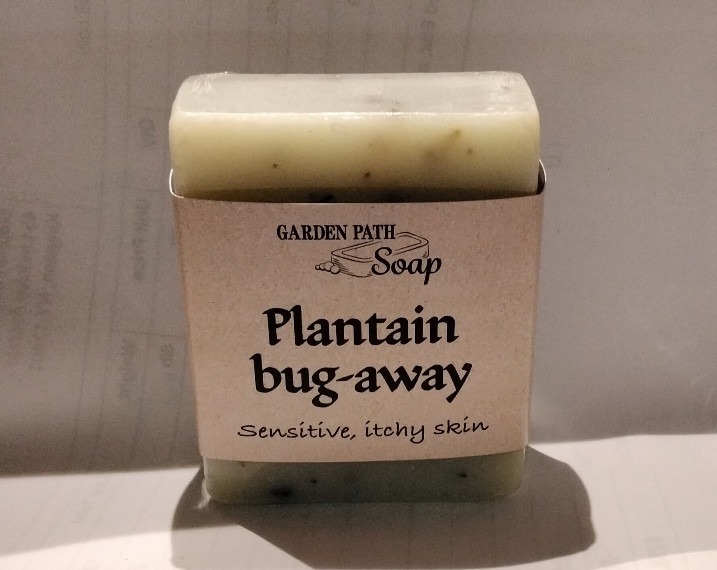 GARDEN PATH
Soap
Plantain
bug-away
Sensitive, itchy skin